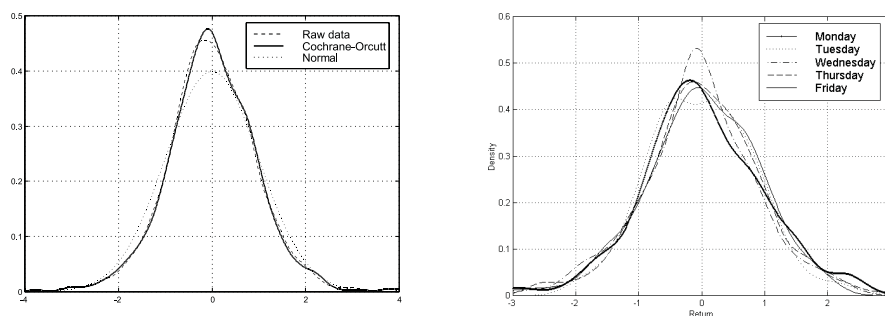 0.5
0.4
0.3
0.2
0.1
0
-4
-2
0
2
4
Raw data
Cochrane-Orcutt
Normal
0.6
0.5
0.4
0.3
0.2
0.1
0.0
-3
-2
-1
0
1
2
Density
Return
Monday
Tuesday
Wednesday
Thursday
Friday